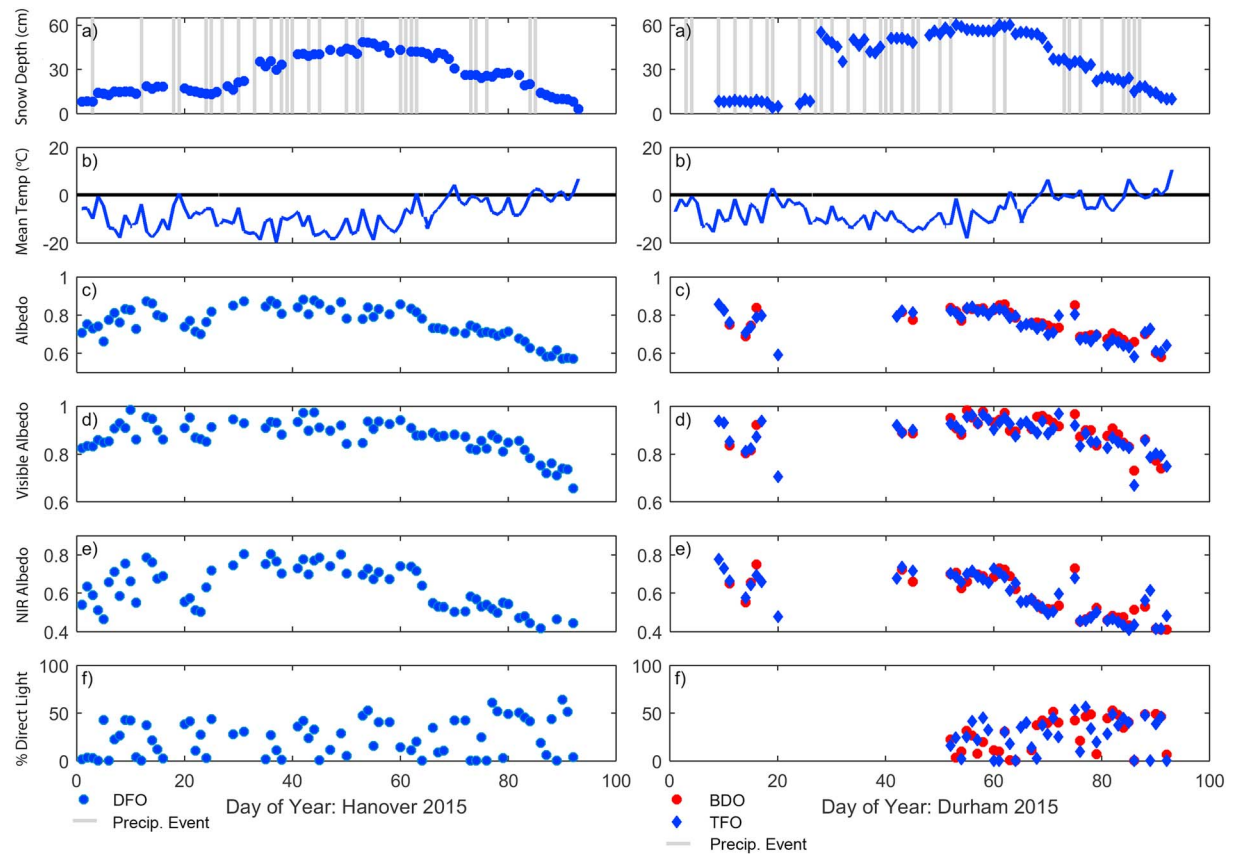 a)
Snow Depth (cm)
60
30
0
b)
Mean Temp (°C)
20
0
-20
c)
Albedo
1
0.8
0.6
d)
Visible Albedo
1
0.8
0.6
e)
NIR Albedo
0.8
0.6
0.4
f)
% Direct Light
100
50
0
0 20 40 60 80 100
DFO
Day of Year: Hanover 2015
Precip. Event
a)
60
30
0
b)
20
0
-20
c)
1
0.8
0.6
d)
1
0.8
0.6
e)
0.8
0.6
0.4
f)
100
50
0
0 20 40 60 80 100
BDO
Day of Year: Durham 2015
TFO
Precip. Event